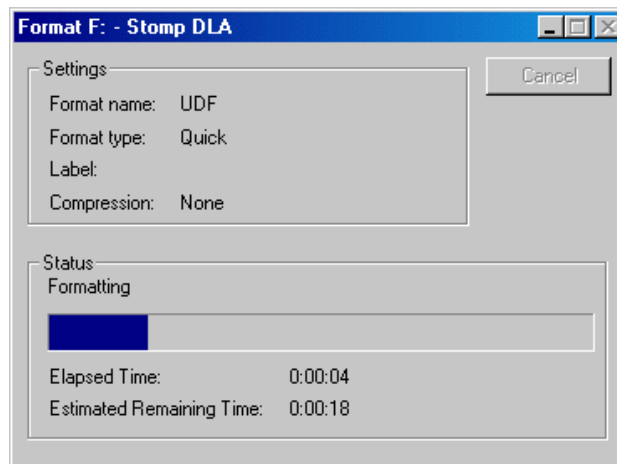 Format F: - Stomp DLA
Settings
Cancel
Format name: UDF
Format type: Quick
Label:
Compression: None
Status
Formatting
Elapsed Time: 0:00:04
Estimated Remaining Time: 0:00:18